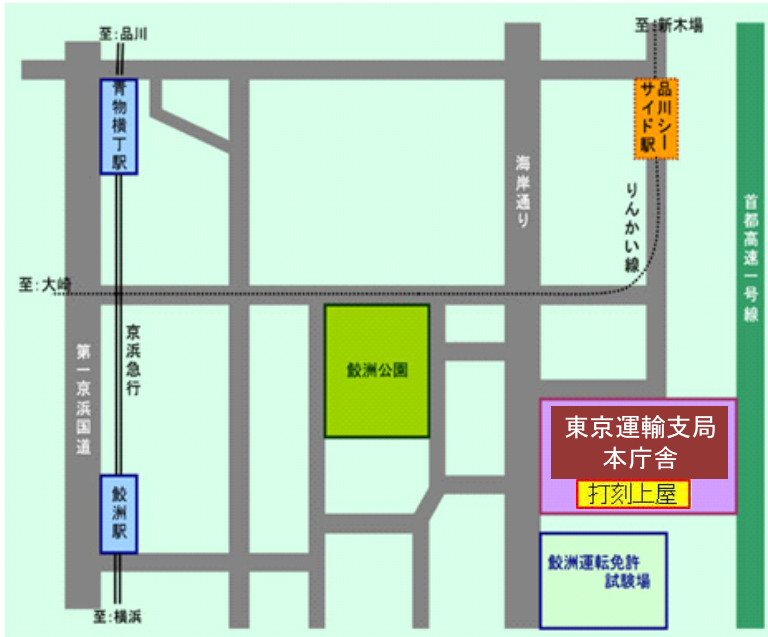 至:品川
至:新木場
青物横丁駅
品川シー
サイド駅
海岸通り
りんかい線
首都高速一号線
至:大崎
京浜急行
第一京浜国道
鮫洲公園
東京運輸支局
本庁舎
打刻上屋
鮫洲駅
鮫洲運転免許
試験場
至:横浜